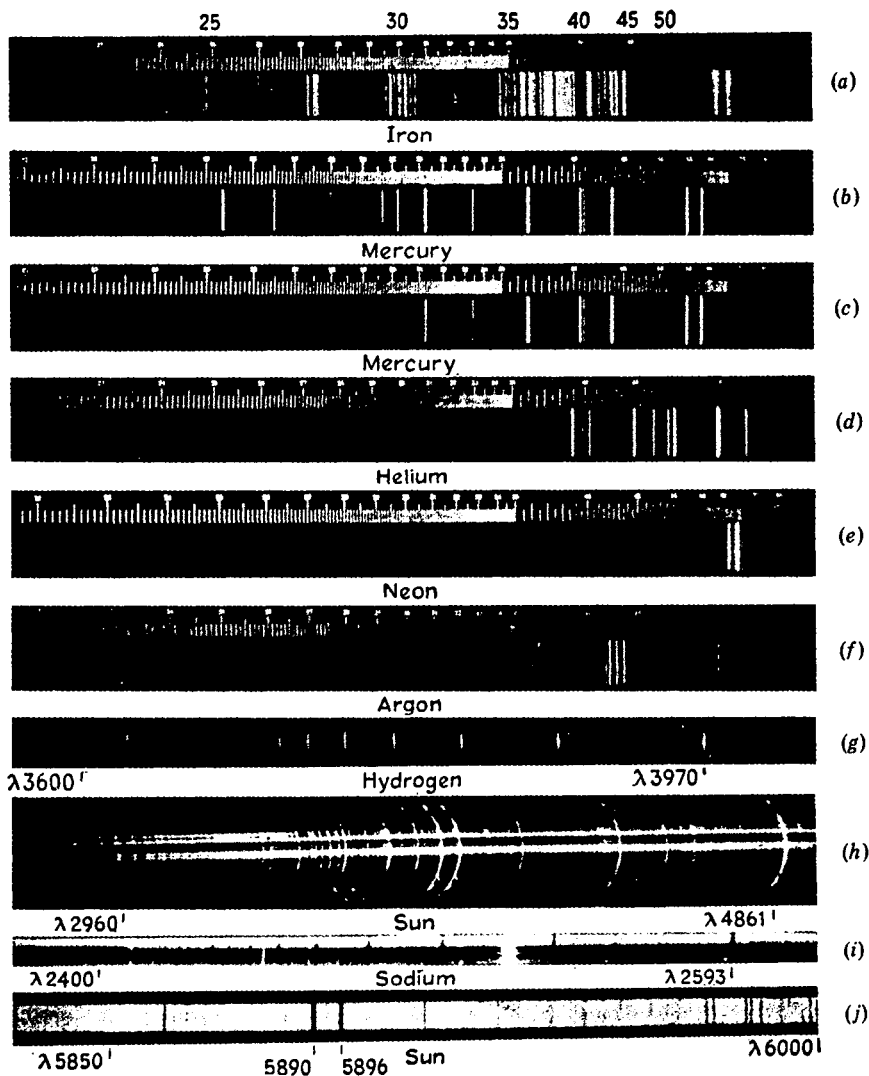 25 30 35 40 45 50
(a)
Iron
(b)
Mercury
(c)
Mercury
(d)
Helium
(e)
Neon
(f)
Argon
(g)
λ3600 Hydrogen λ3970
(h)
λ2960 Sun λ4861
(i)
λ2400 Sodium λ2593
(j)
λ5850 5890 5896 Sun λ6000